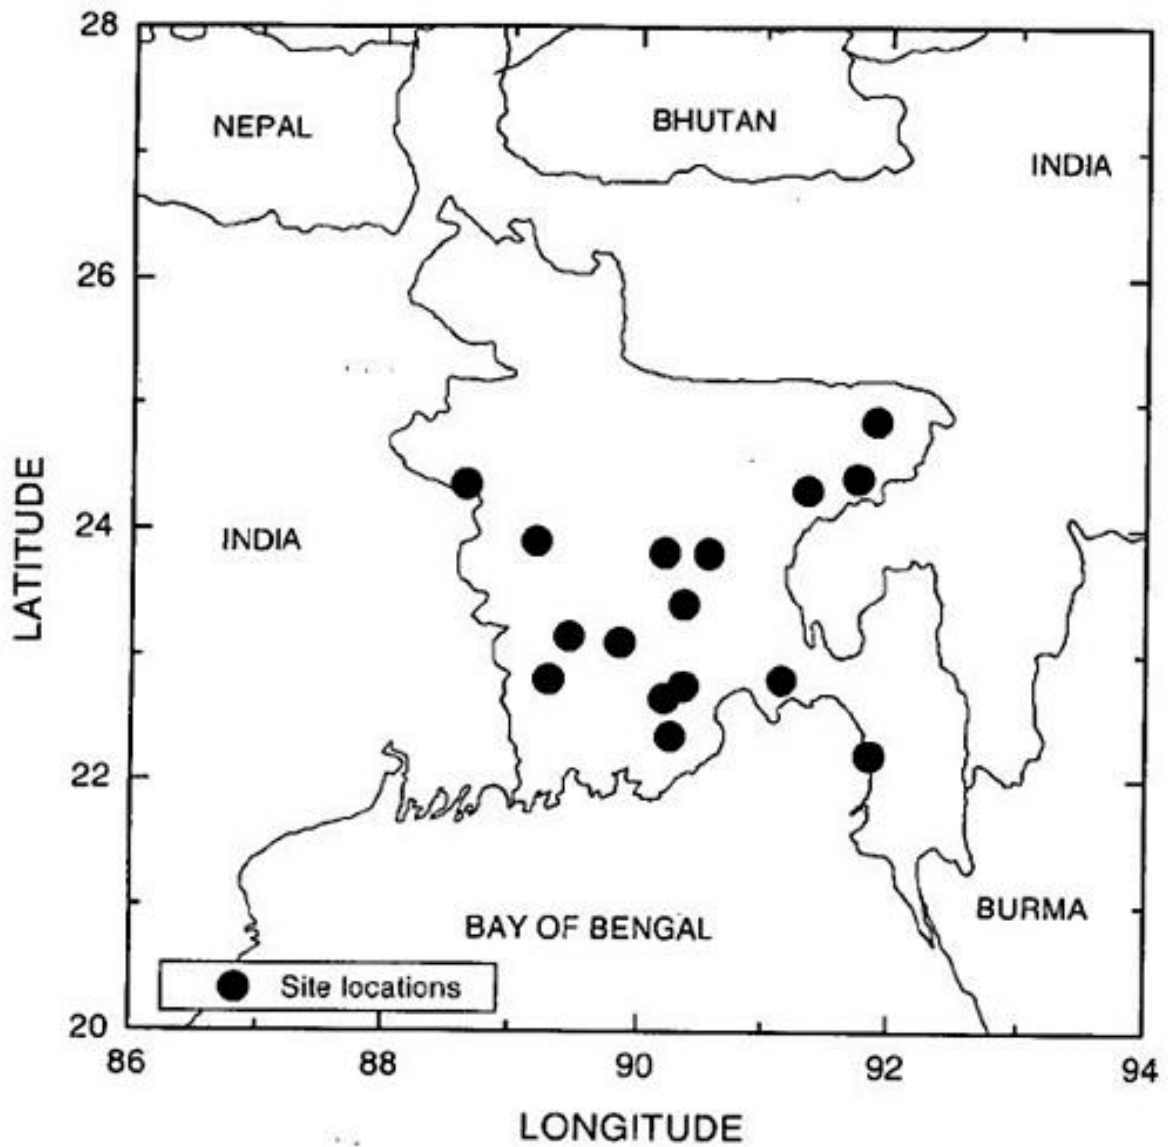 28
NEPAL
BHUTAN
INDIA
26
LATITUDE
24
INDIA
22
BURMA
BAY OF BENGAL
Site locations
20
86 88 90 92 94
LONGITUDE